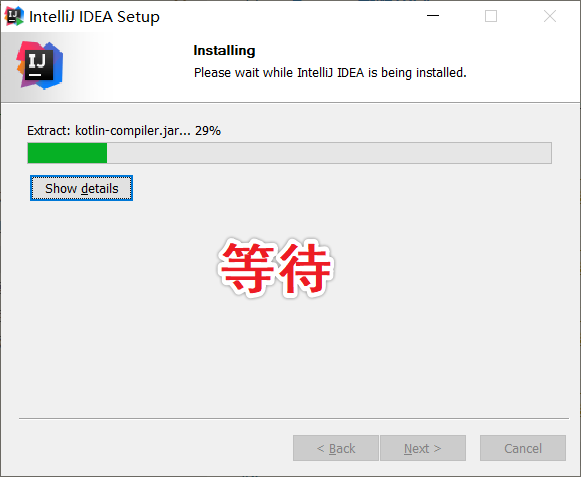 IntelliJ IDEA Setup
IJ
Installing
Please wait while IntelliJ IDEA is being installed.
Extract: kotlin-compiler.jar... 29%
Show details
等待
< Back
Next >
Cancel